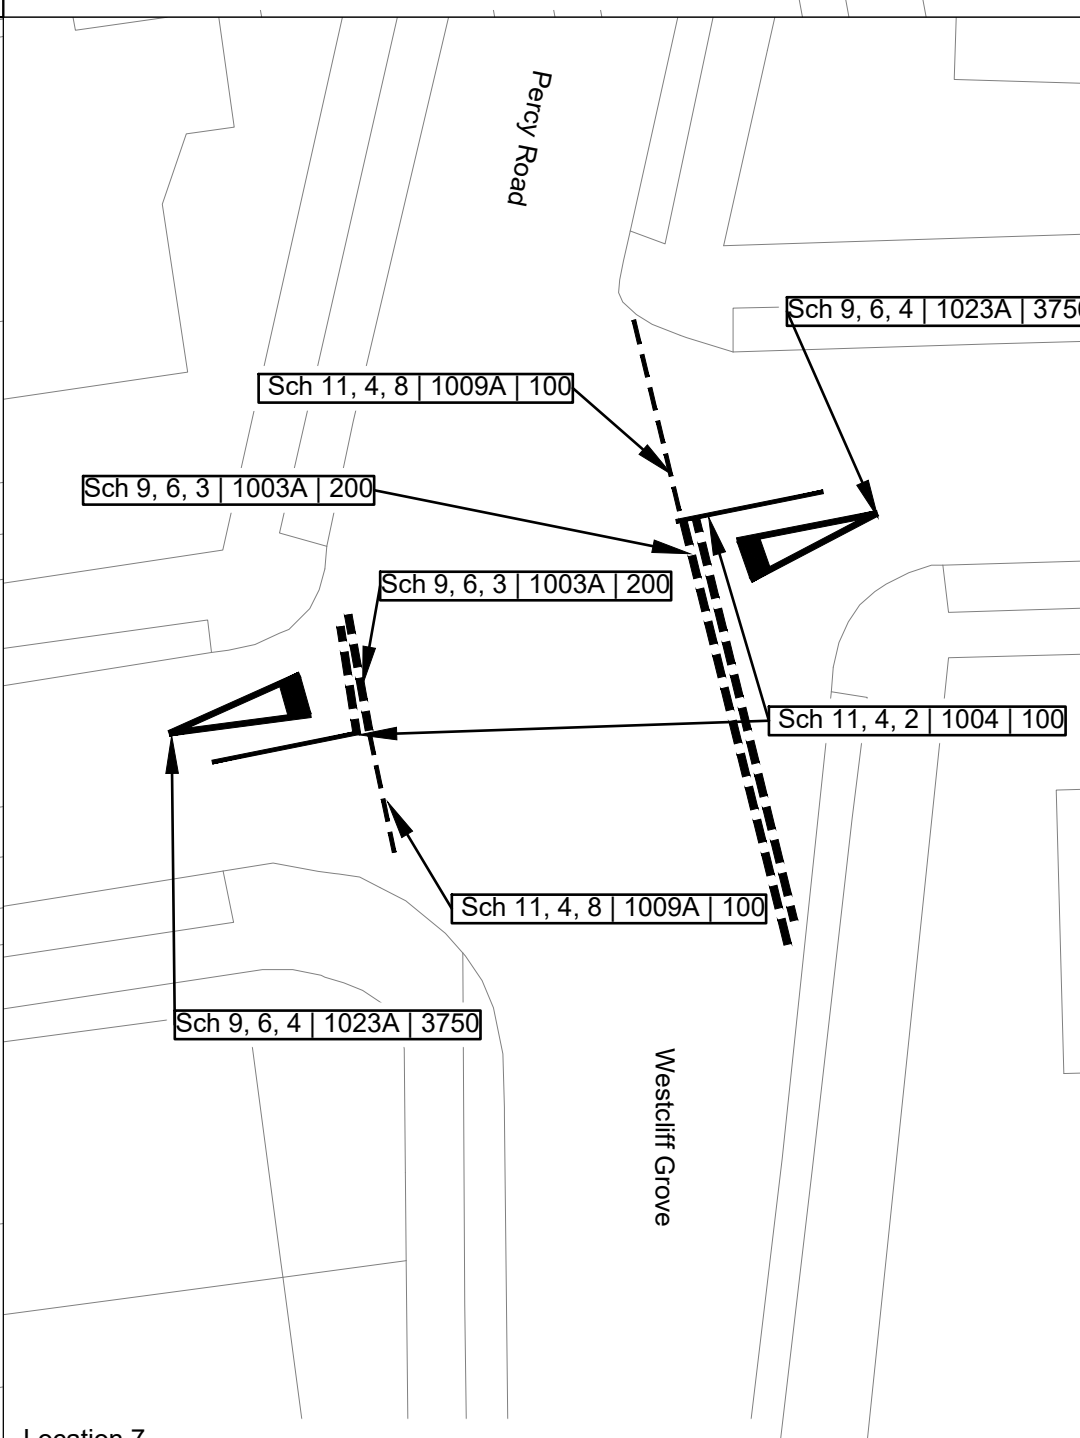 Percy Road
Sch 9, 6, 4 | 1023A | 3750
Sch 11, 4, 8 | 1009A | 100
Sch 9, 6, 3 | 1003A | 200
Sch 9, 6, 3 | 1003A | 200
Sch 11, 4, 2 | 1004 | 100
Sch 11, 4, 8 | 1009A | 100
Sch 9, 6, 4 | 1023A | 3750
Westcliff Grove
Location 7